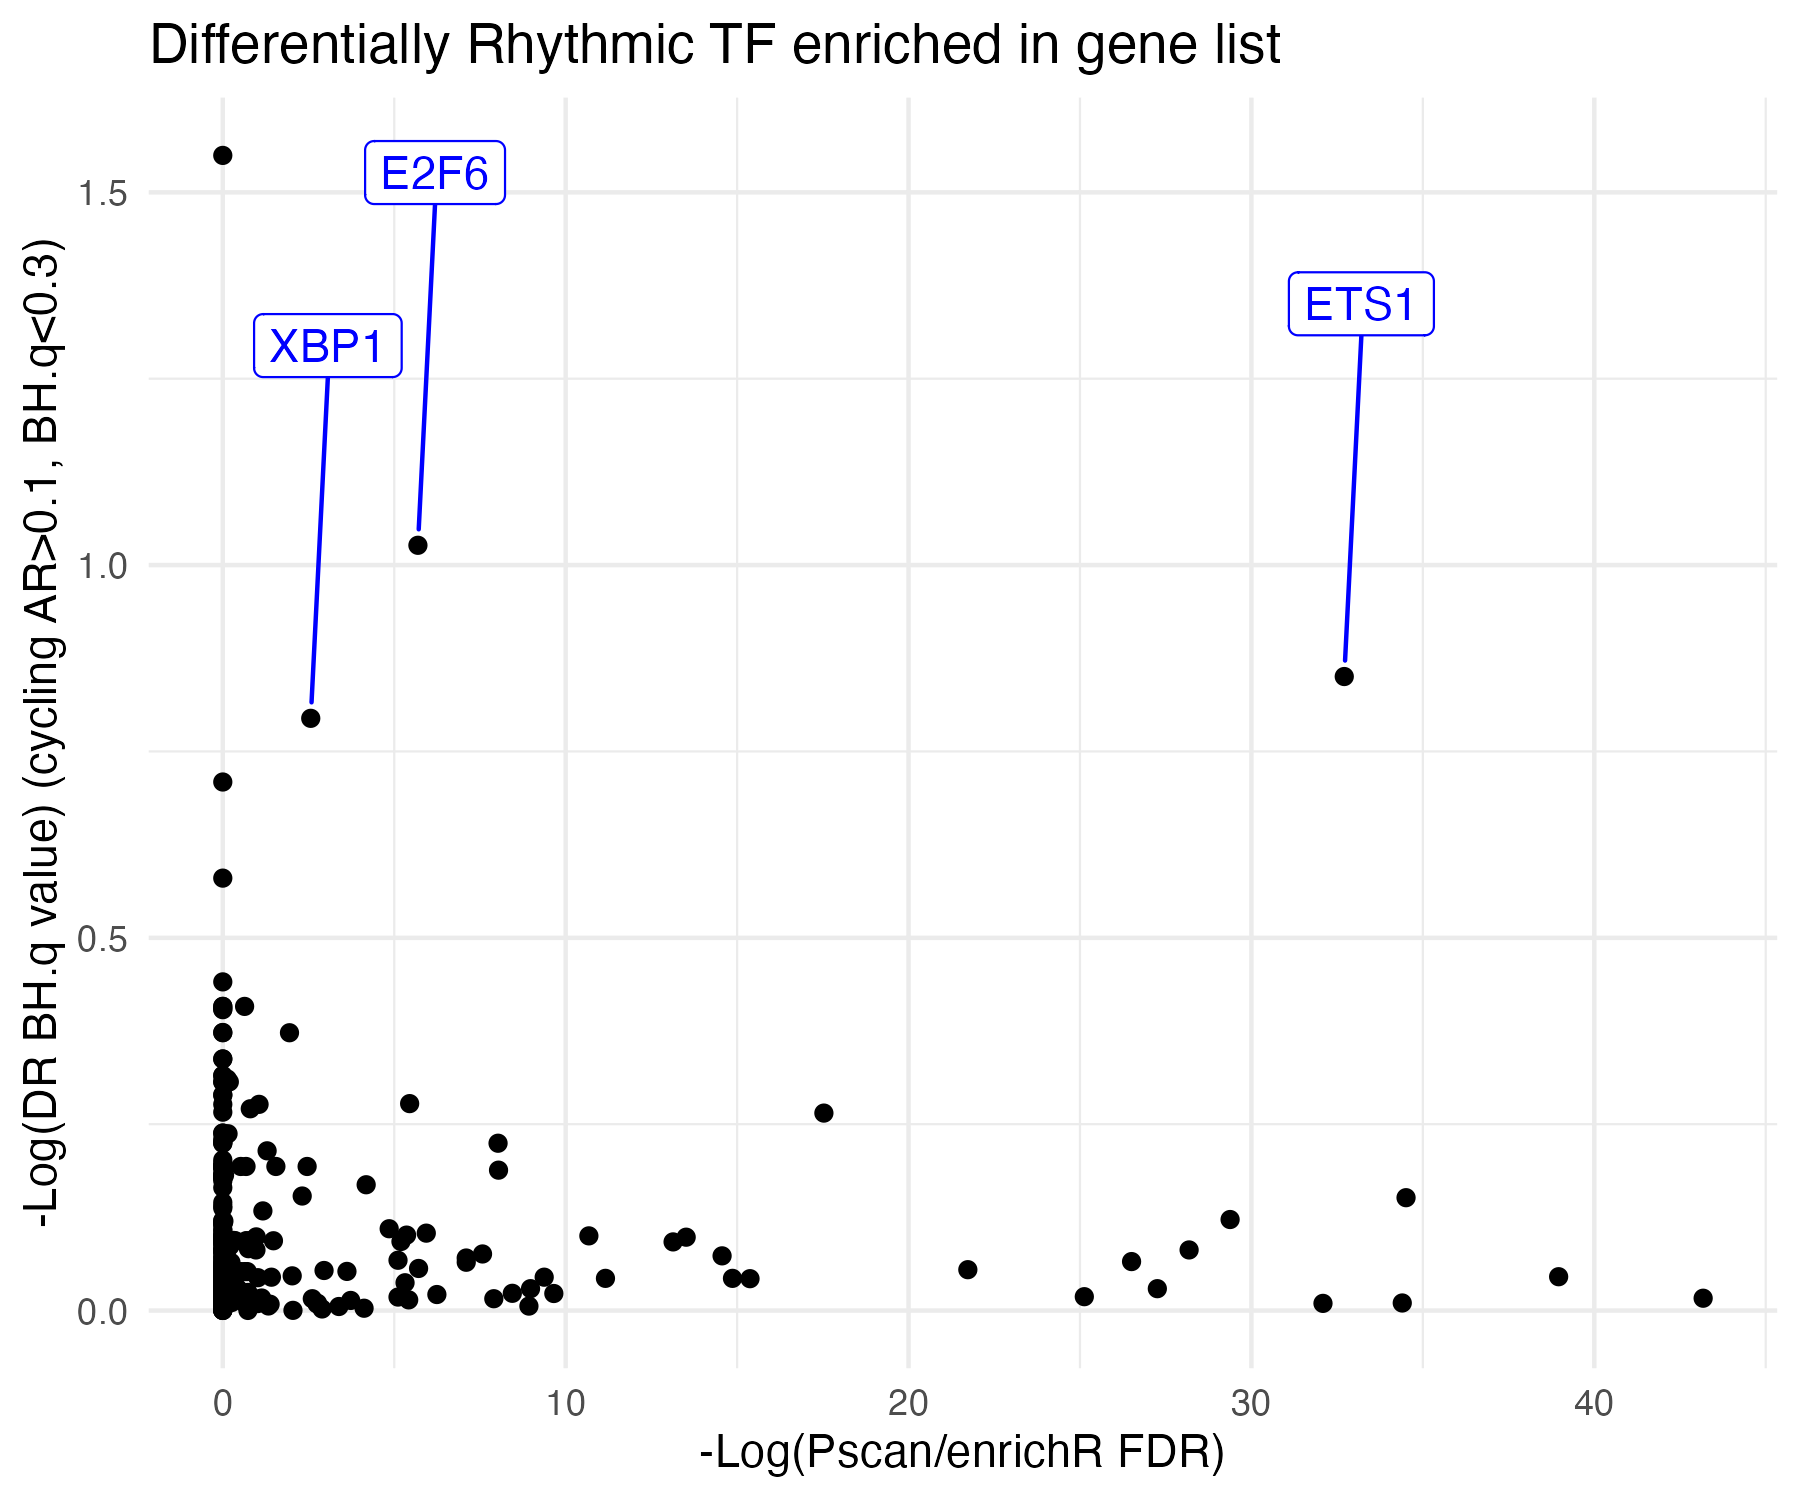 Differentially Rhythmic TF enriched in gene list
-Log(DR BH.q value) (cycling AR>0.1, BH.q<0.3)
1.5
1.0
0.5
0.0
E2F6
ETS1
XBP1
0 10 20 30 40
-Log(Pscan/enrichR FDR)